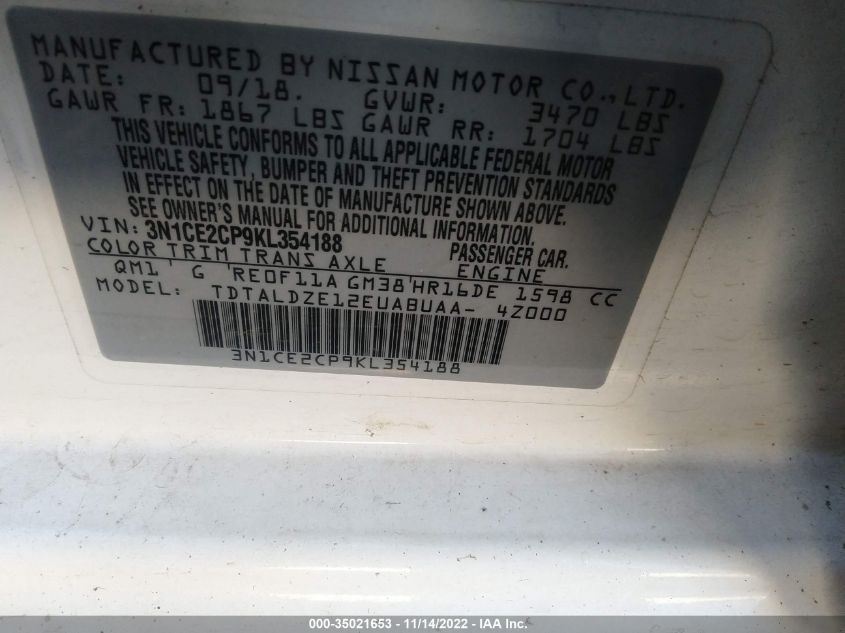 MANUFACTURED BY NISSAN MOTOR CO., LTD.
DATE: 09/18. GVWR: 3470 LBS
GAWR FR: 1867 LBS GAWR RR: 1704 LBS
THIS VEHICLE CONFORMS TO ALL APPLICABLE FEDERAL MOTOR
VEHICLE SAFETY, BUMPER AND THEFT PREVENTION STANDARDS
IN EFFECT ON THE DATE OF MANUFACTURE SHOWN ABOVE.
SEE OWNER'S MANUAL FOR ADDITIONAL INFORMATION.
VIN: 3N1CE2CP9KL354188 PASSENGER CAR.
COLOR TRIM TRANS AXLE ENGINE
QM1 G RE0F11A GM38 HR16DE 1598 CC
MODEL: TDTALDZE12EUABUAA- 4Z000
3N1CE2CP9KL354188
000-35021653 - 11/14/2022 - IAA Inc.